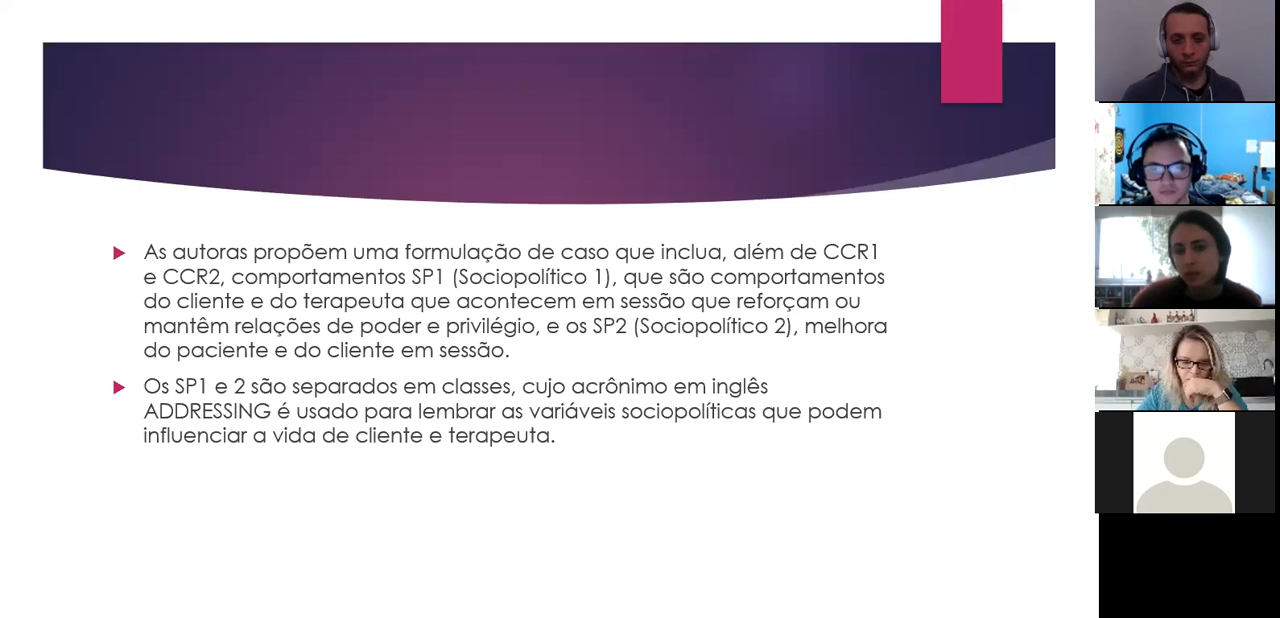 As autoras propõem uma formulação de caso que inclua, além de CCR1
e CCR2, comportamentos SP1 (Sociopolítico 1), que são comportamentos
do cliente e do terapeuta que acontecem em sessão que reforçam ou
mantêm relações de poder e privilégio, e os SP2 (Sociopolítico 2), melhora
do paciente e do cliente em sessão.
Os SP1 e 2 são separados em classes, cujo acrônimo em inglês
ADDRESSING é usado para lembrar as variáveis sociopolíticas que podem
influenciar a vida de cliente e terapeuta.